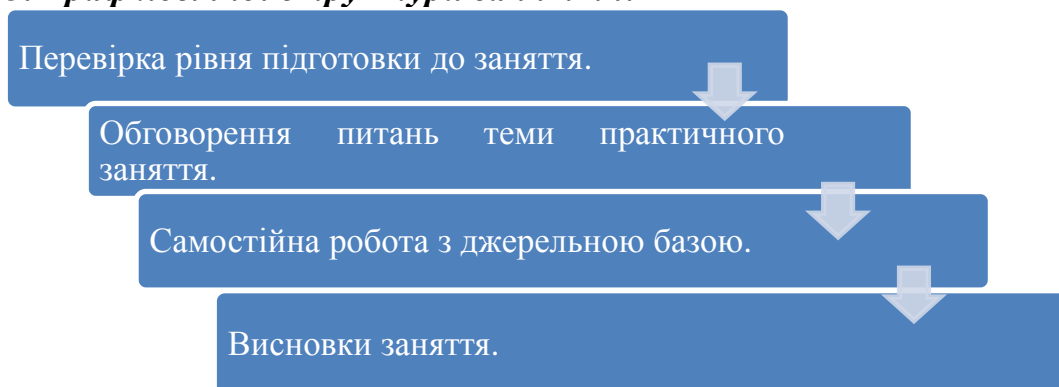 Перевірка рівня підготовки до заняття.
Обговорення питань теми практичного
заняття.
Самостійна робота з джерельною базою.
Висновки заняття.